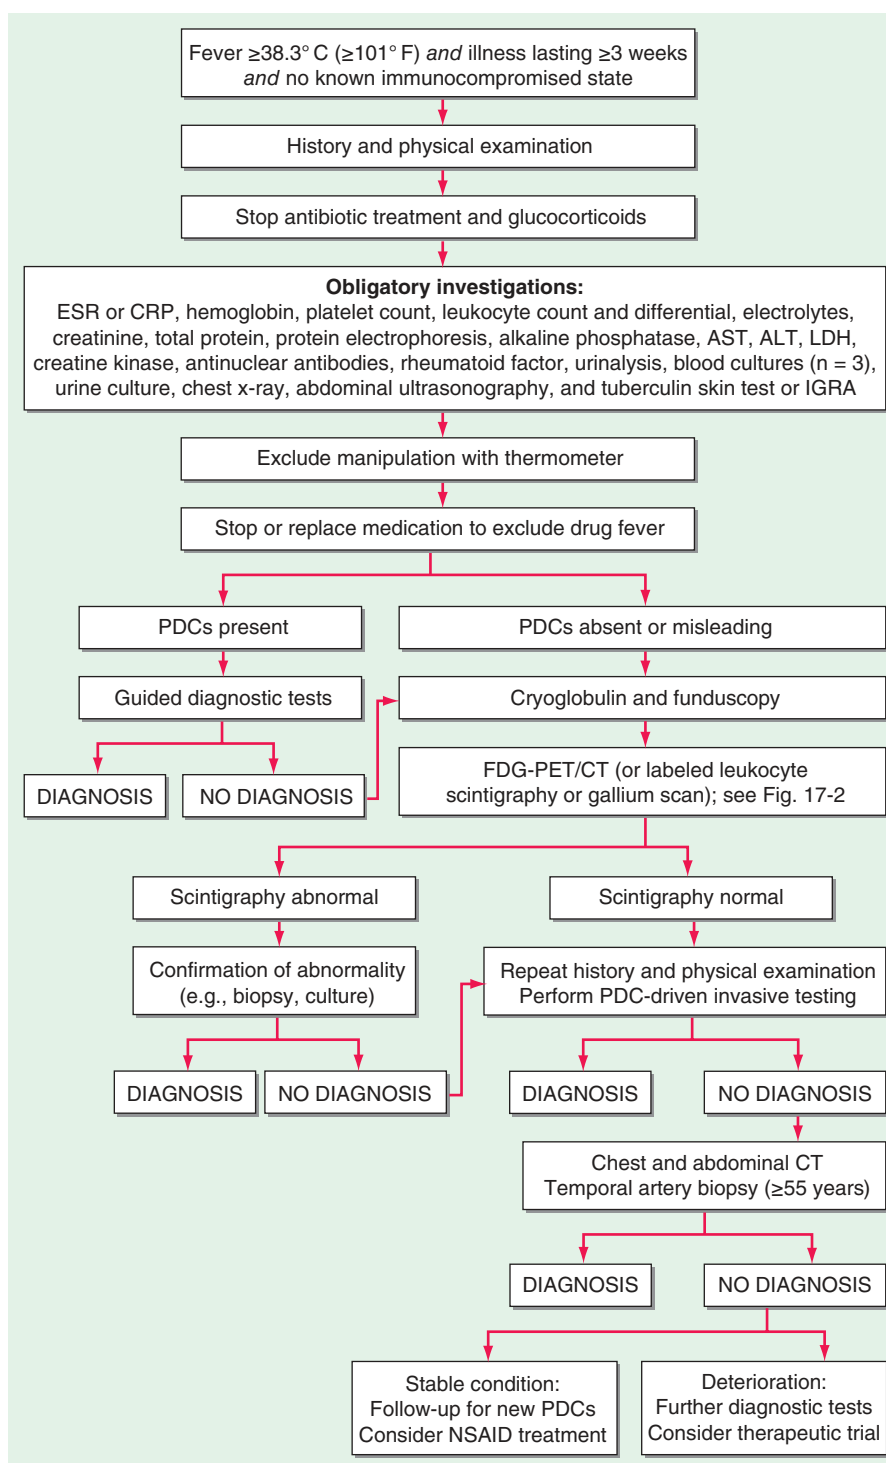 Fever ≥38.3° C (≥101° F) and illness lasting ≥3 weeks
and no known immunocompromised state
History and physical examination
Stop antibiotic treatment and glucocorticoids
Obligatory investigations:
ESR or CRP, hemoglobin, platelet count, leukocyte count and differential, electrolytes,
creatinine, total protein, protein electrophoresis, alkaline phosphatase, AST, ALT, LDH,
creatine kinase, antinuclear antibodies, rheumatoid factor, urinalysis, blood cultures (n = 3),
urine culture, chest x-ray, abdominal ultrasonography, and tuberculin skin test or IGRA
Exclude manipulation with thermometer
Stop or replace medication to exclude drug fever
PDCs present
PDCs absent or misleading
Guided diagnostic tests
Cryoglobulin and funduscopy
DIAGNOSIS
NO DIAGNOSIS
FDG-PET/CT (or labeled leukocyte
scintigraphy or gallium scan); see Fig. 17-2
Scintigraphy abnormal
Scintigraphy normal
Confirmation of abnormality
(e.g., biopsy, culture)
Repeat history and physical examination
Perform PDC-driven invasive testing
DIAGNOSIS
NO DIAGNOSIS
DIAGNOSIS
NO DIAGNOSIS
Chest and abdominal CT
Temporal artery biopsy (≥55 years)
DIAGNOSIS
NO DIAGNOSIS
Stable condition:
Follow-up for new PDCs
Consider NSAID treatment
Deterioration:
Further diagnostic tests
Consider therapeutic trial